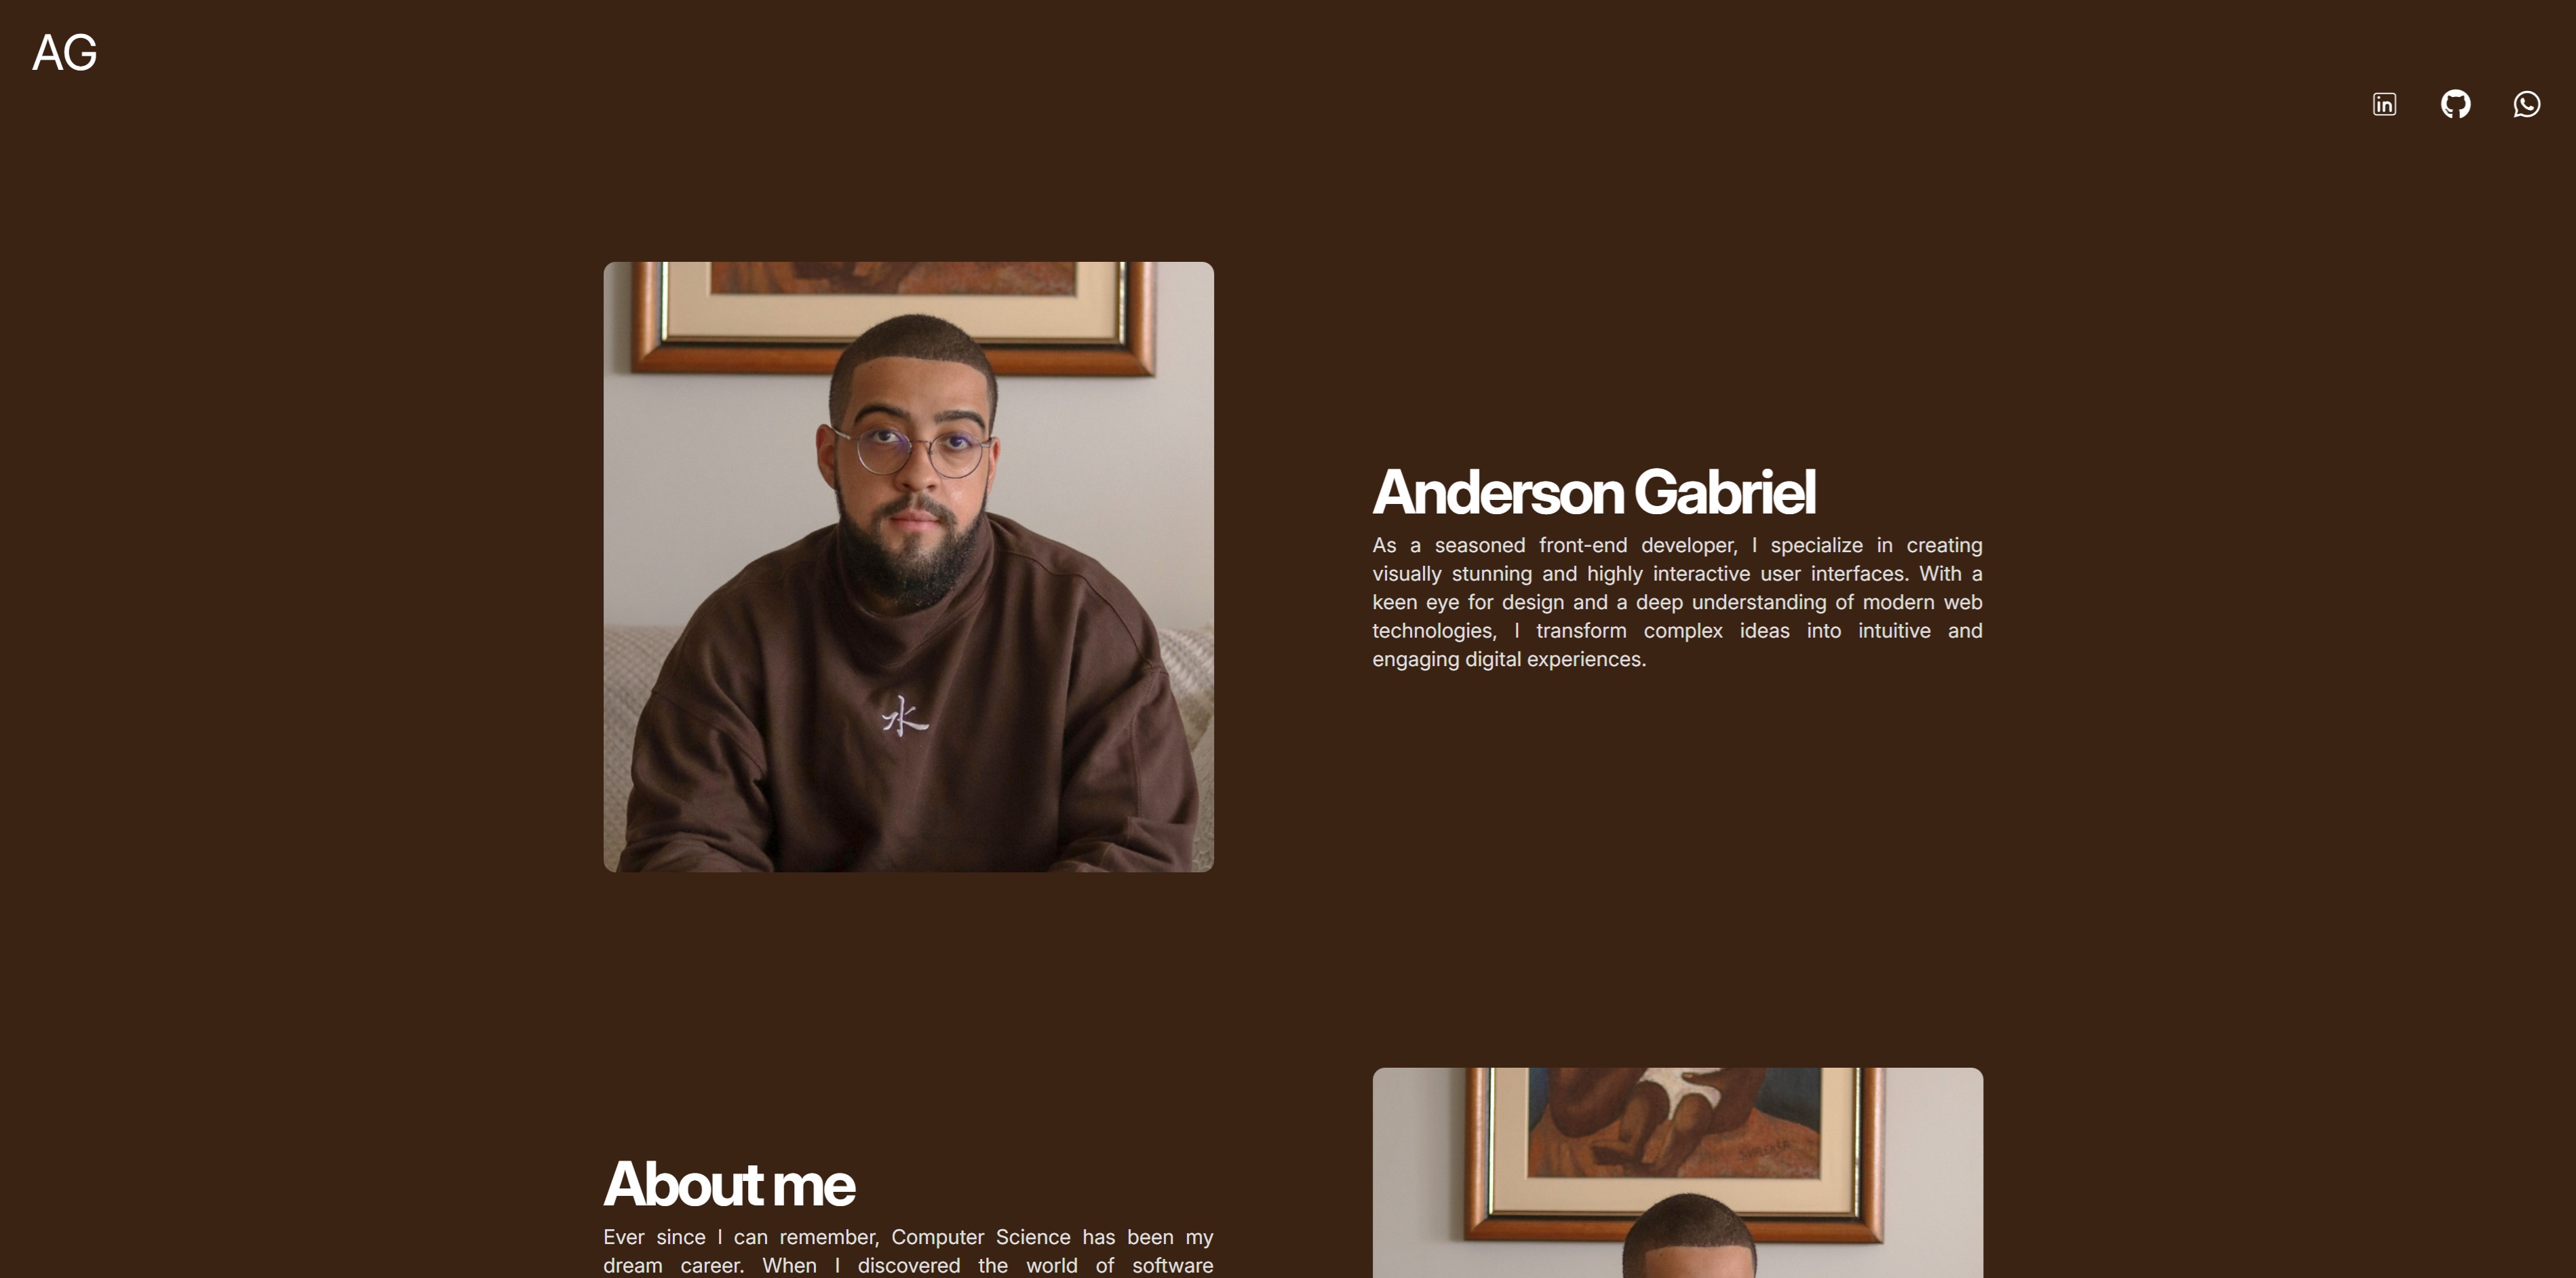 AG
in
水
Anderson Gabriel
As a seasoned front-end developer, I specialize in creating
visually stunning and highly interactive user interfaces. With a
keen eye for design and a deep understanding of modern web
technologies, I transform complex ideas into intuitive and
engaging digital experiences.
About me
Ever since I can remember, Computer Science has been my
dream career. When I discovered the world of software